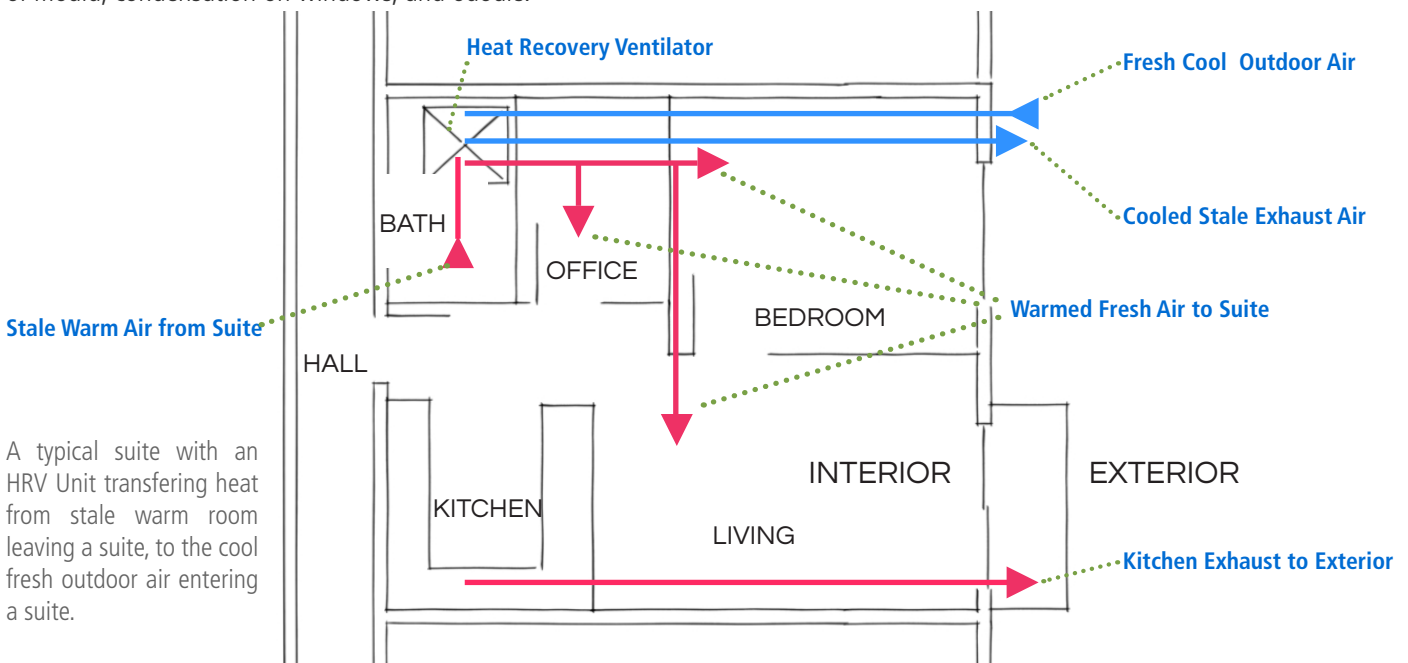 Heat Recovery Ventilator
Fresh Cool Outdoor Air
Cooled Stale Exhaust Air
BATH
OFFICE
BEDROOM
Warmed Fresh Air to Suite
Stale Warm Air from Suite
HALL
A typical suite with an
HRV Unit transfering heat
from stale warm room
leaving a suite, to the cool
fresh outdoor air entering
a suite.
INTERIOR
EXTERIOR
KITCHEN
LIVING
Kitchen Exhaust to Exterior